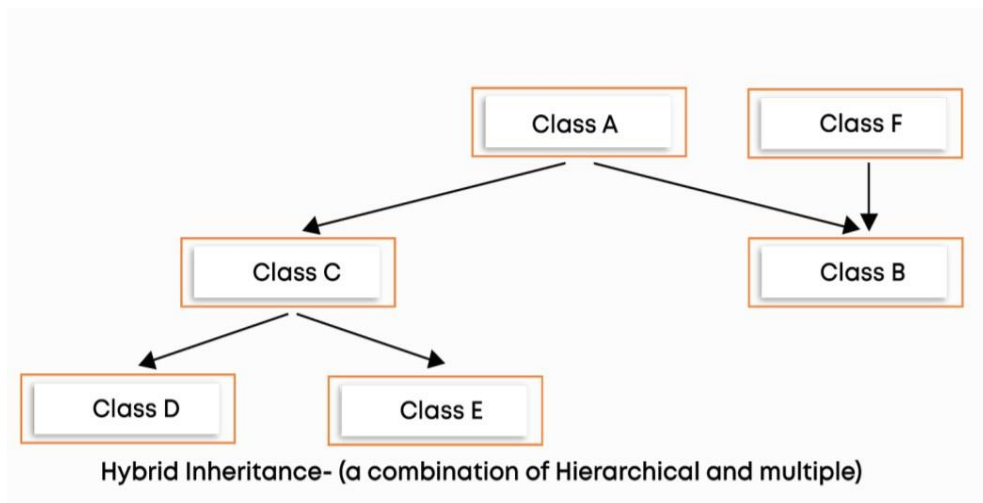 Class A
Class F
Class C
Class B
Class D
Class E
Hybrid Inheritance- (a combination of Hierarchical and multiple)